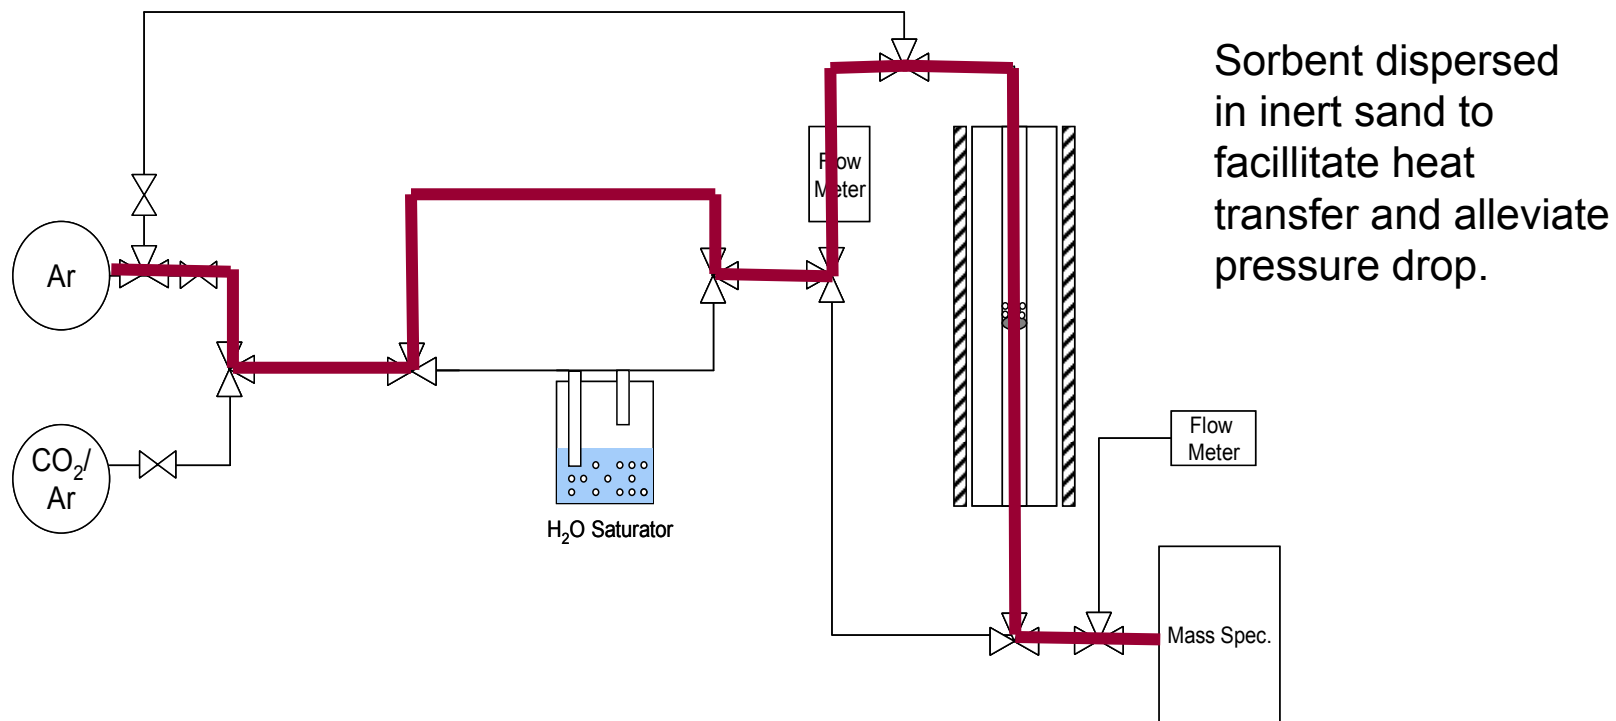 Sorbent dispersed
in inert sand to
facillitate heat
transfer and alleviate
pressure drop.
Flow
Meter
Ar
CO₂/
Ar
H₂O Saturator
Flow
Meter
Mass Spec.